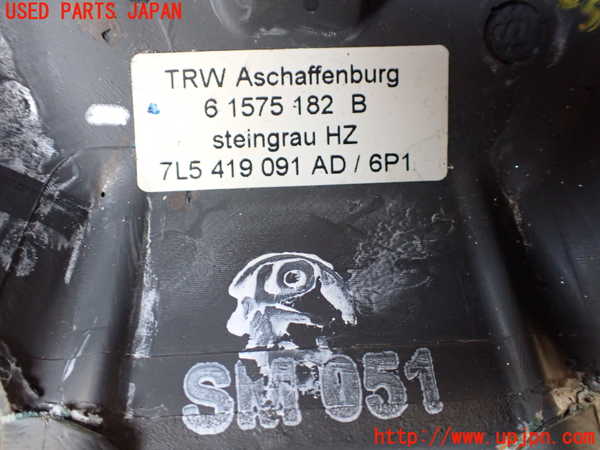 USED PARTS JAPAN
TRW Aschaffenburg
6 1575 182 B
steingrau HZ
7L5 419 091 AD / 6P1
SMP051
http://www.upjpn.com/